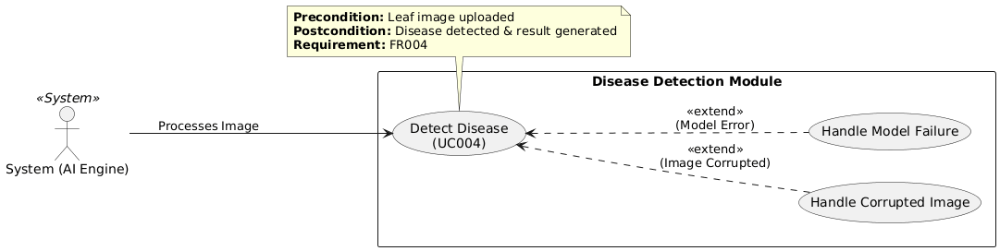 Precondition: Leaf image uploaded
Postcondition: Disease detected & result generated
Requirement: FR004
Disease Detection Module
«System»
System (AI Engine)
Processes Image
Detect Disease
(UC004)
«extend»
(Model Error)
Handle Model Failure
«extend»
(Image Corrupted)
Handle Corrupted Image